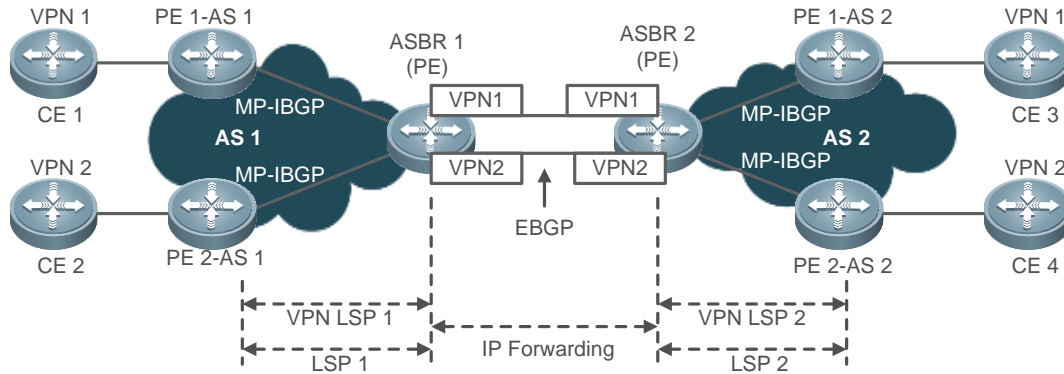 VPN 1
PE 1-AS 1
ASBR 1
(PE)
ASBR 2
(PE)
PE 1-AS 2
VPN 1
VPN1
VPN1
CE 1
MP-IBGP
MP-IBGP
CE 3
AS 1
AS 2
VPN 2
MP-IBGP
VPN2
VPN2
MP-IBGP
VPN 2
EBGP
CE 2
PE 2-AS 1
PE 2-AS 2
CE 4
VPN LSP 1
VPN LSP 2
IP Forwarding
LSP 1
LSP 2